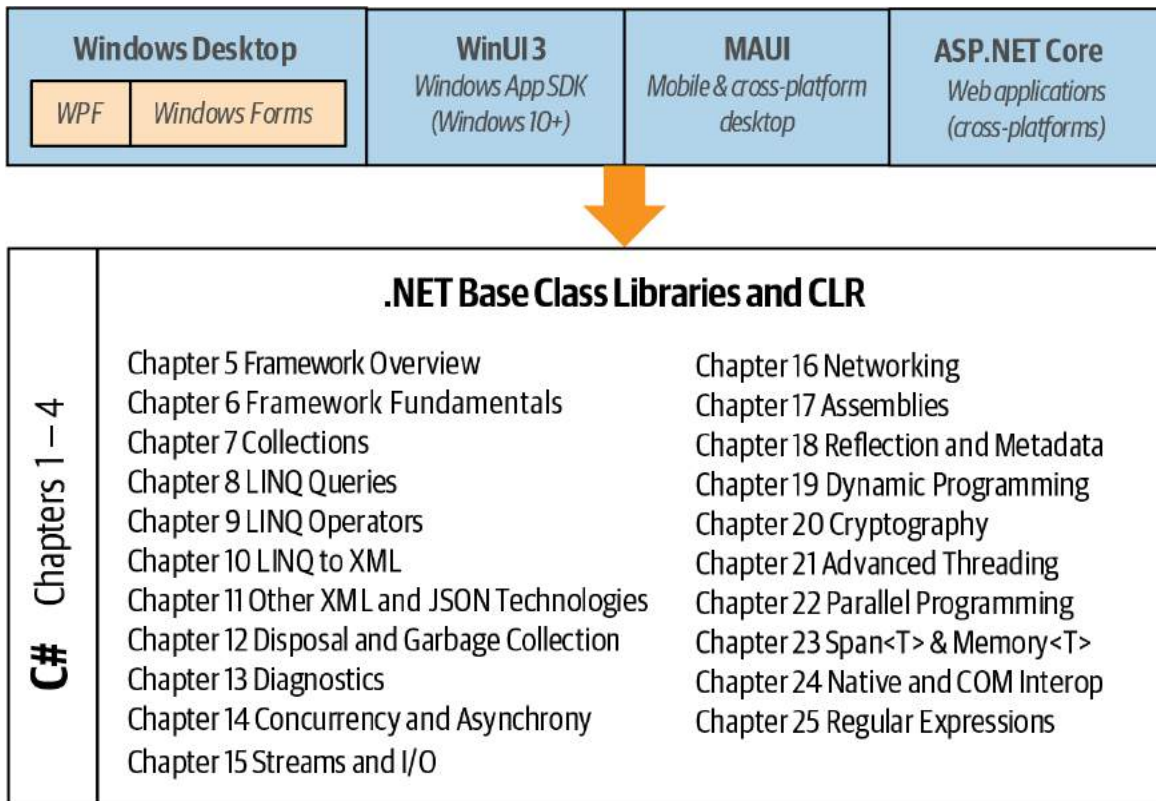 Windows Desktop
WPF
Windows Forms
WinUI 3
Windows App SDK
(Windows 10+)
MAUI
Mobile & cross-platform
desktop
ASP.NET Core
Web applications
(cross-platforms)
C# Chapters 1 – 4
.NET Base Class Libraries and CLR
Chapter 5 Framework Overview
Chapter 6 Framework Fundamentals
Chapter 7 Collections
Chapter 8 LINQ Queries
Chapter 9 LINQ Operators
Chapter 10 LINQ to XML
Chapter 11 Other XML and JSON Technologies
Chapter 12 Disposal and Garbage Collection
Chapter 13 Diagnostics
Chapter 14 Concurrency and Asynchrony
Chapter 15 Streams and I/O
Chapter 16 Networking
Chapter 17 Assemblies
Chapter 18 Reflection and Metadata
Chapter 19 Dynamic Programming
Chapter 20 Cryptography
Chapter 21 Advanced Threading
Chapter 22 Parallel Programming
Chapter 23 Span<T> & Memory<T>
Chapter 24 Native and COM Interop
Chapter 25 Regular Expressions